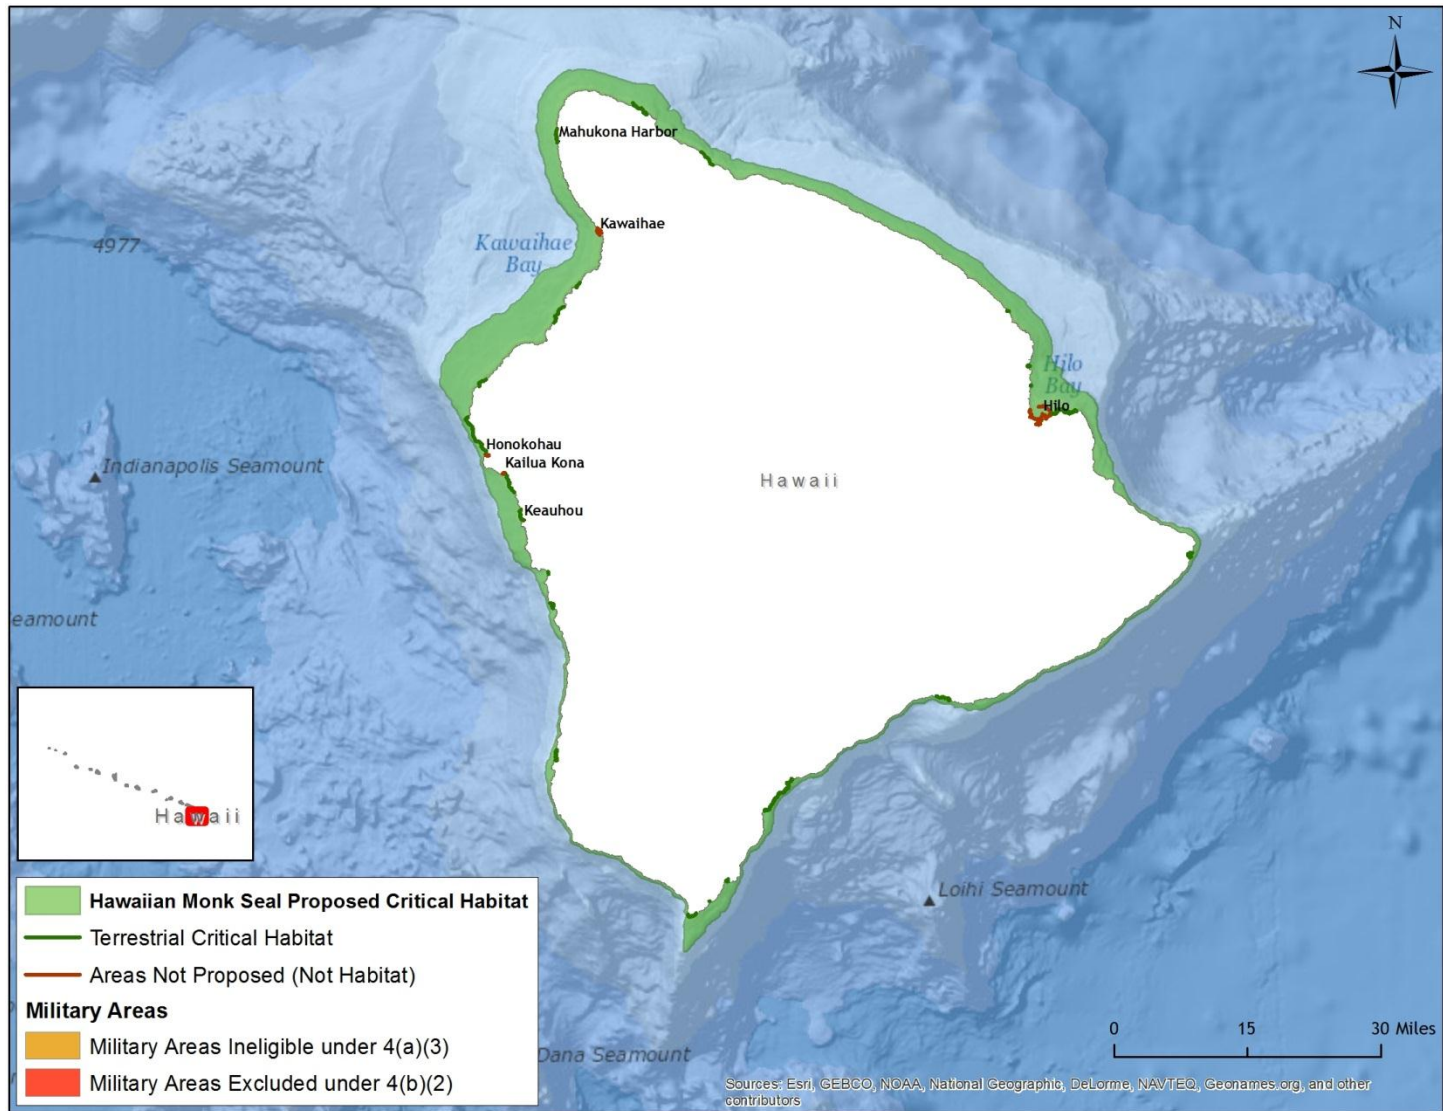 N
Mahukona Harbor
Kawaihae
Kawaihae
Bay
4977
Hilo
Bay
Hilo
Honokohau
Kailua Kona
Indianapolis Seamount
Hawaii
Keauhou
eamount
Hawaii
Loihi Seamount
Hawaiian Monk Seal Proposed Critical Habitat
Terrestrial Critical Habitat
Areas Not Proposed (Not Habitat)
Military Areas
Military Areas Ineligible under 4(a)(3)
Military Areas Excluded under 4(b)(2)
Dana Seamount
0 15 30 Miles
Sources: Esri, GEBCO, NOAA, National Geographic, DeLorme, NAVTEQ, Geonames.org, and other
contributors